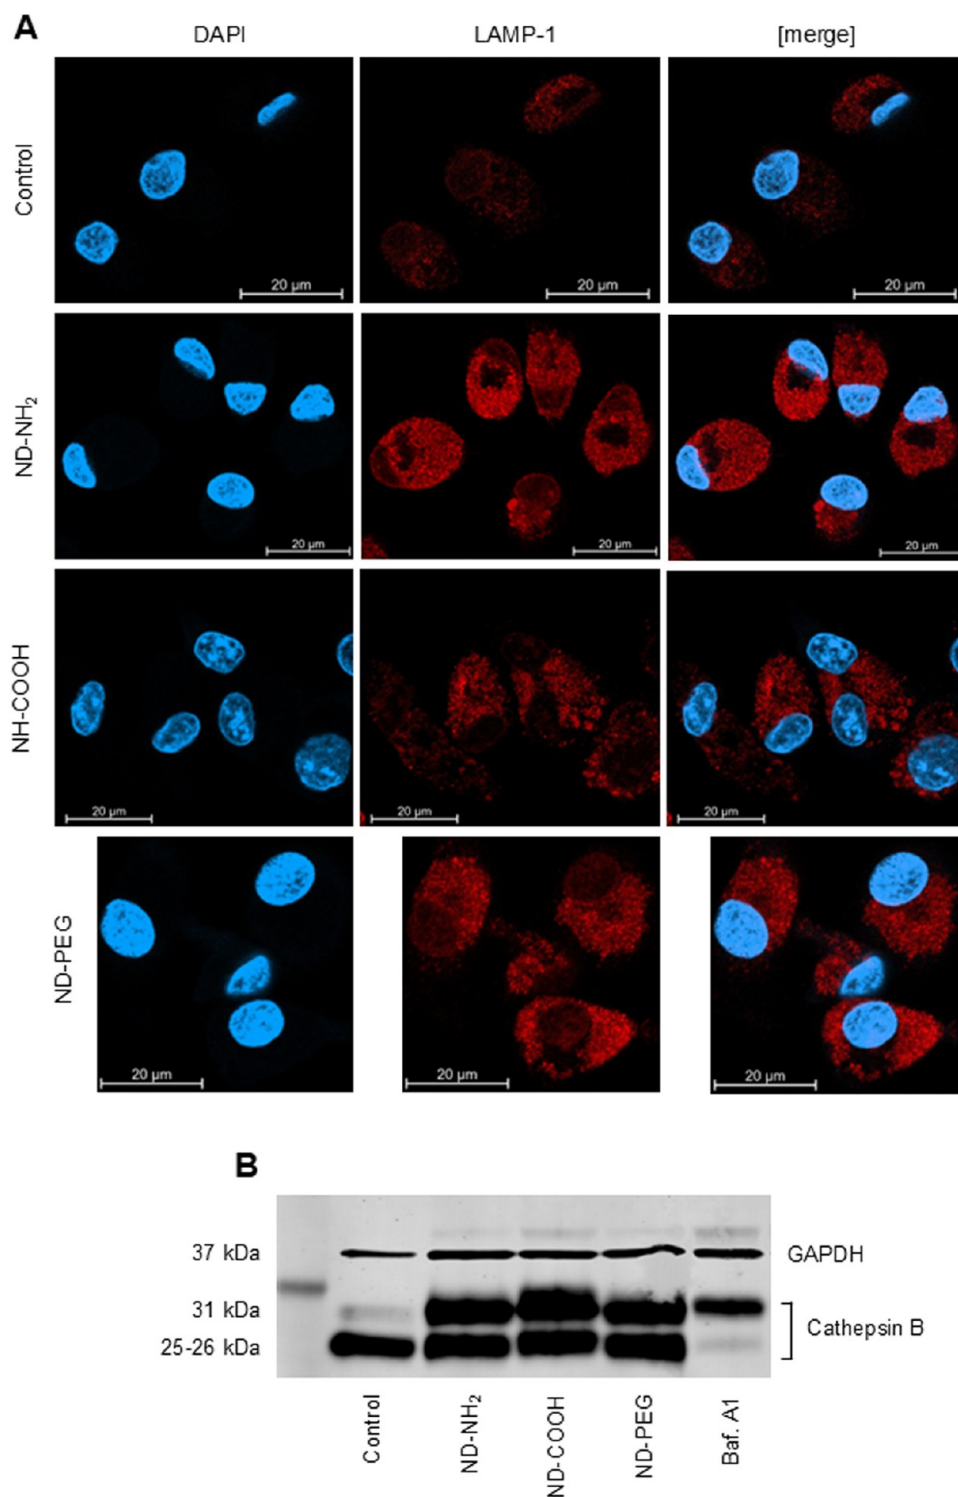 A
DAPI LAMP-1 [merge]
Control
20 µm 20 µm 20 µm
ND-NH₂
20 µm 20 µm 20 µm
NH-COOH
20 µm 20 µm 20 µm
ND-PEG
20 µm 20 µm 20 µm
B
37 kDa GAPDH
31 kDa
Cathepsin B
25-26 kDa
Control ND-NH₂ ND-COOH ND-PEG Baf. A1